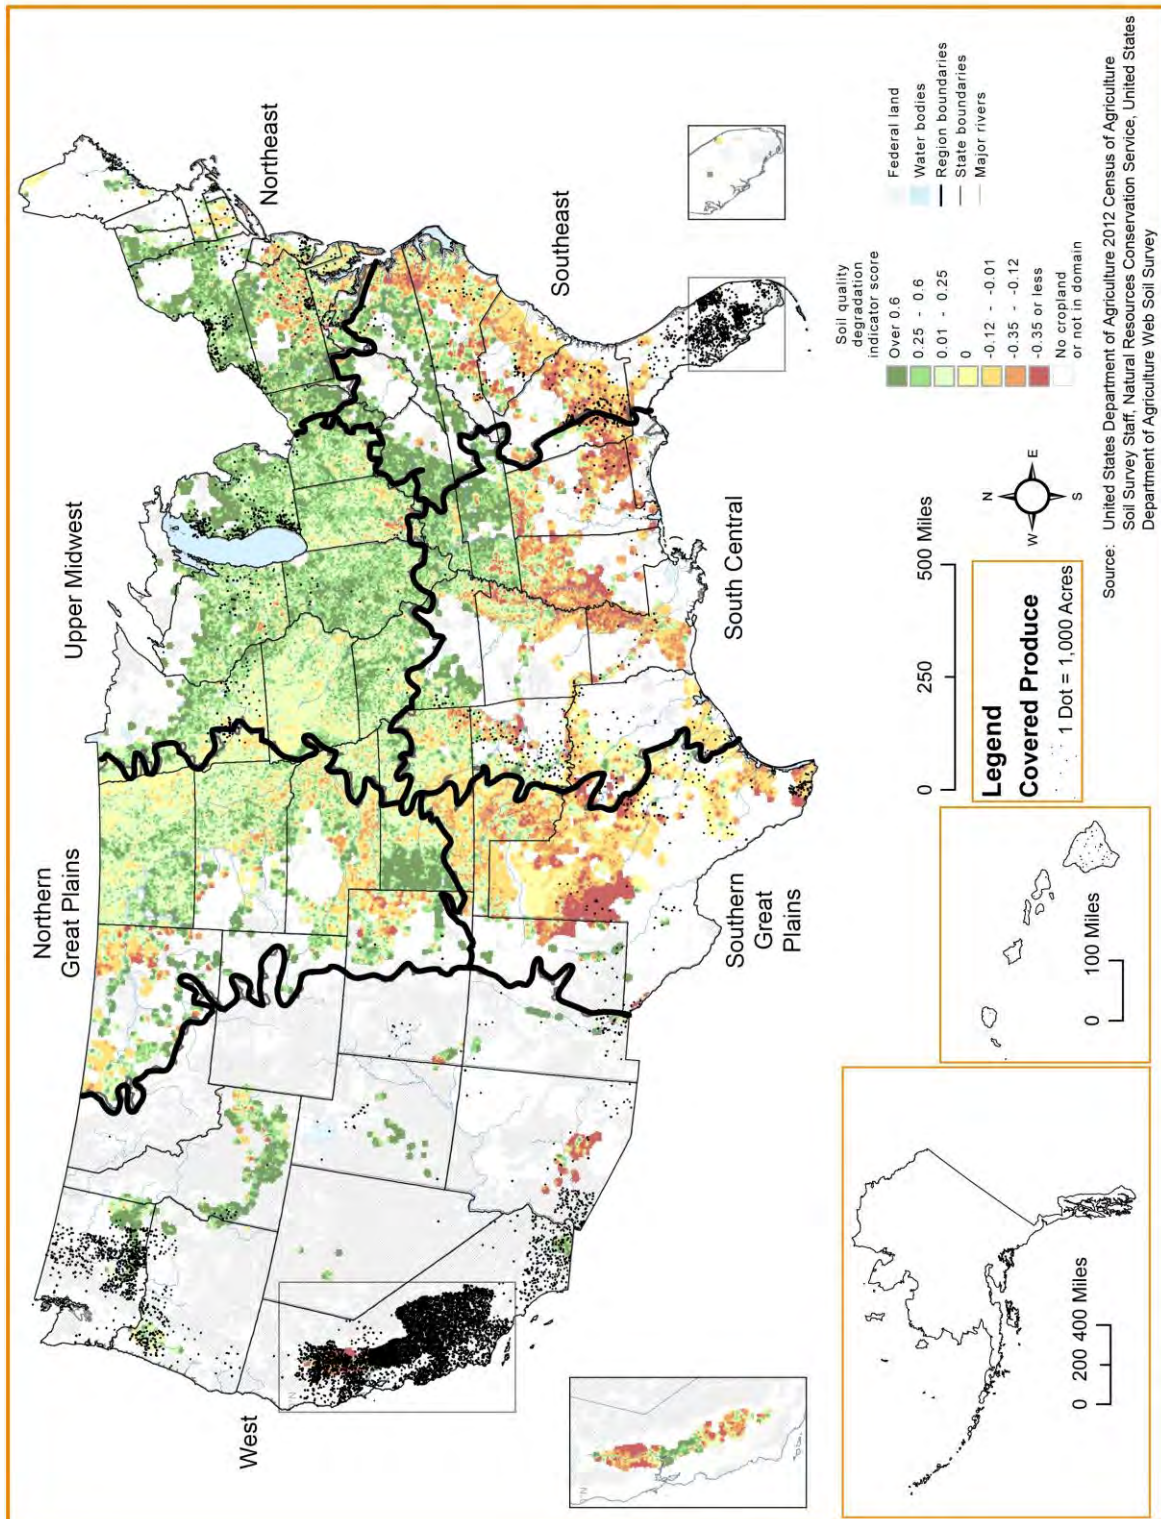 Northern
Great Plains
Upper Midwest
Northeast
West
Southern
Great
Plains
South Central
Southeast
Soil quality
degradation
indicator score
Over 0.6
0.25 - 0.6
0.01 - 0.25
0
-0.12 - -0.01
-0.35 - -0.12
-0.35 or less
No cropland
or not in domain
Federal land
Water bodies
Region boundaries
State boundaries
Major rivers
0 200 400 Miles
0 100 Miles
0 250 500 Miles
Legend
Covered Produce
1 Dot = 1,000 Acres
N
W E
S
Source: United States Department of Agriculture 2012 Census of Agriculture
Soil Survey Staff, Natural Resources Conservation Service, United States
Department of Agriculture Web Soil Survey